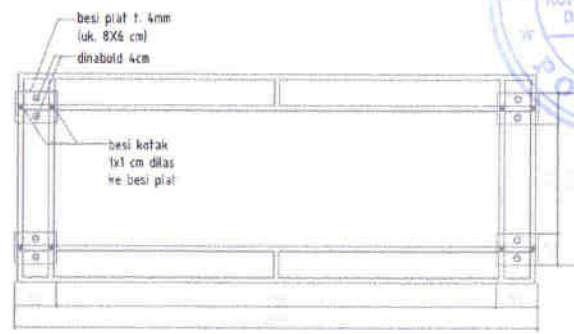 besi plat t. 4mm
(uk. 8X6 cm)
dinabold 4cm
besi kotak
1x1 cm dilas
ke besi plat